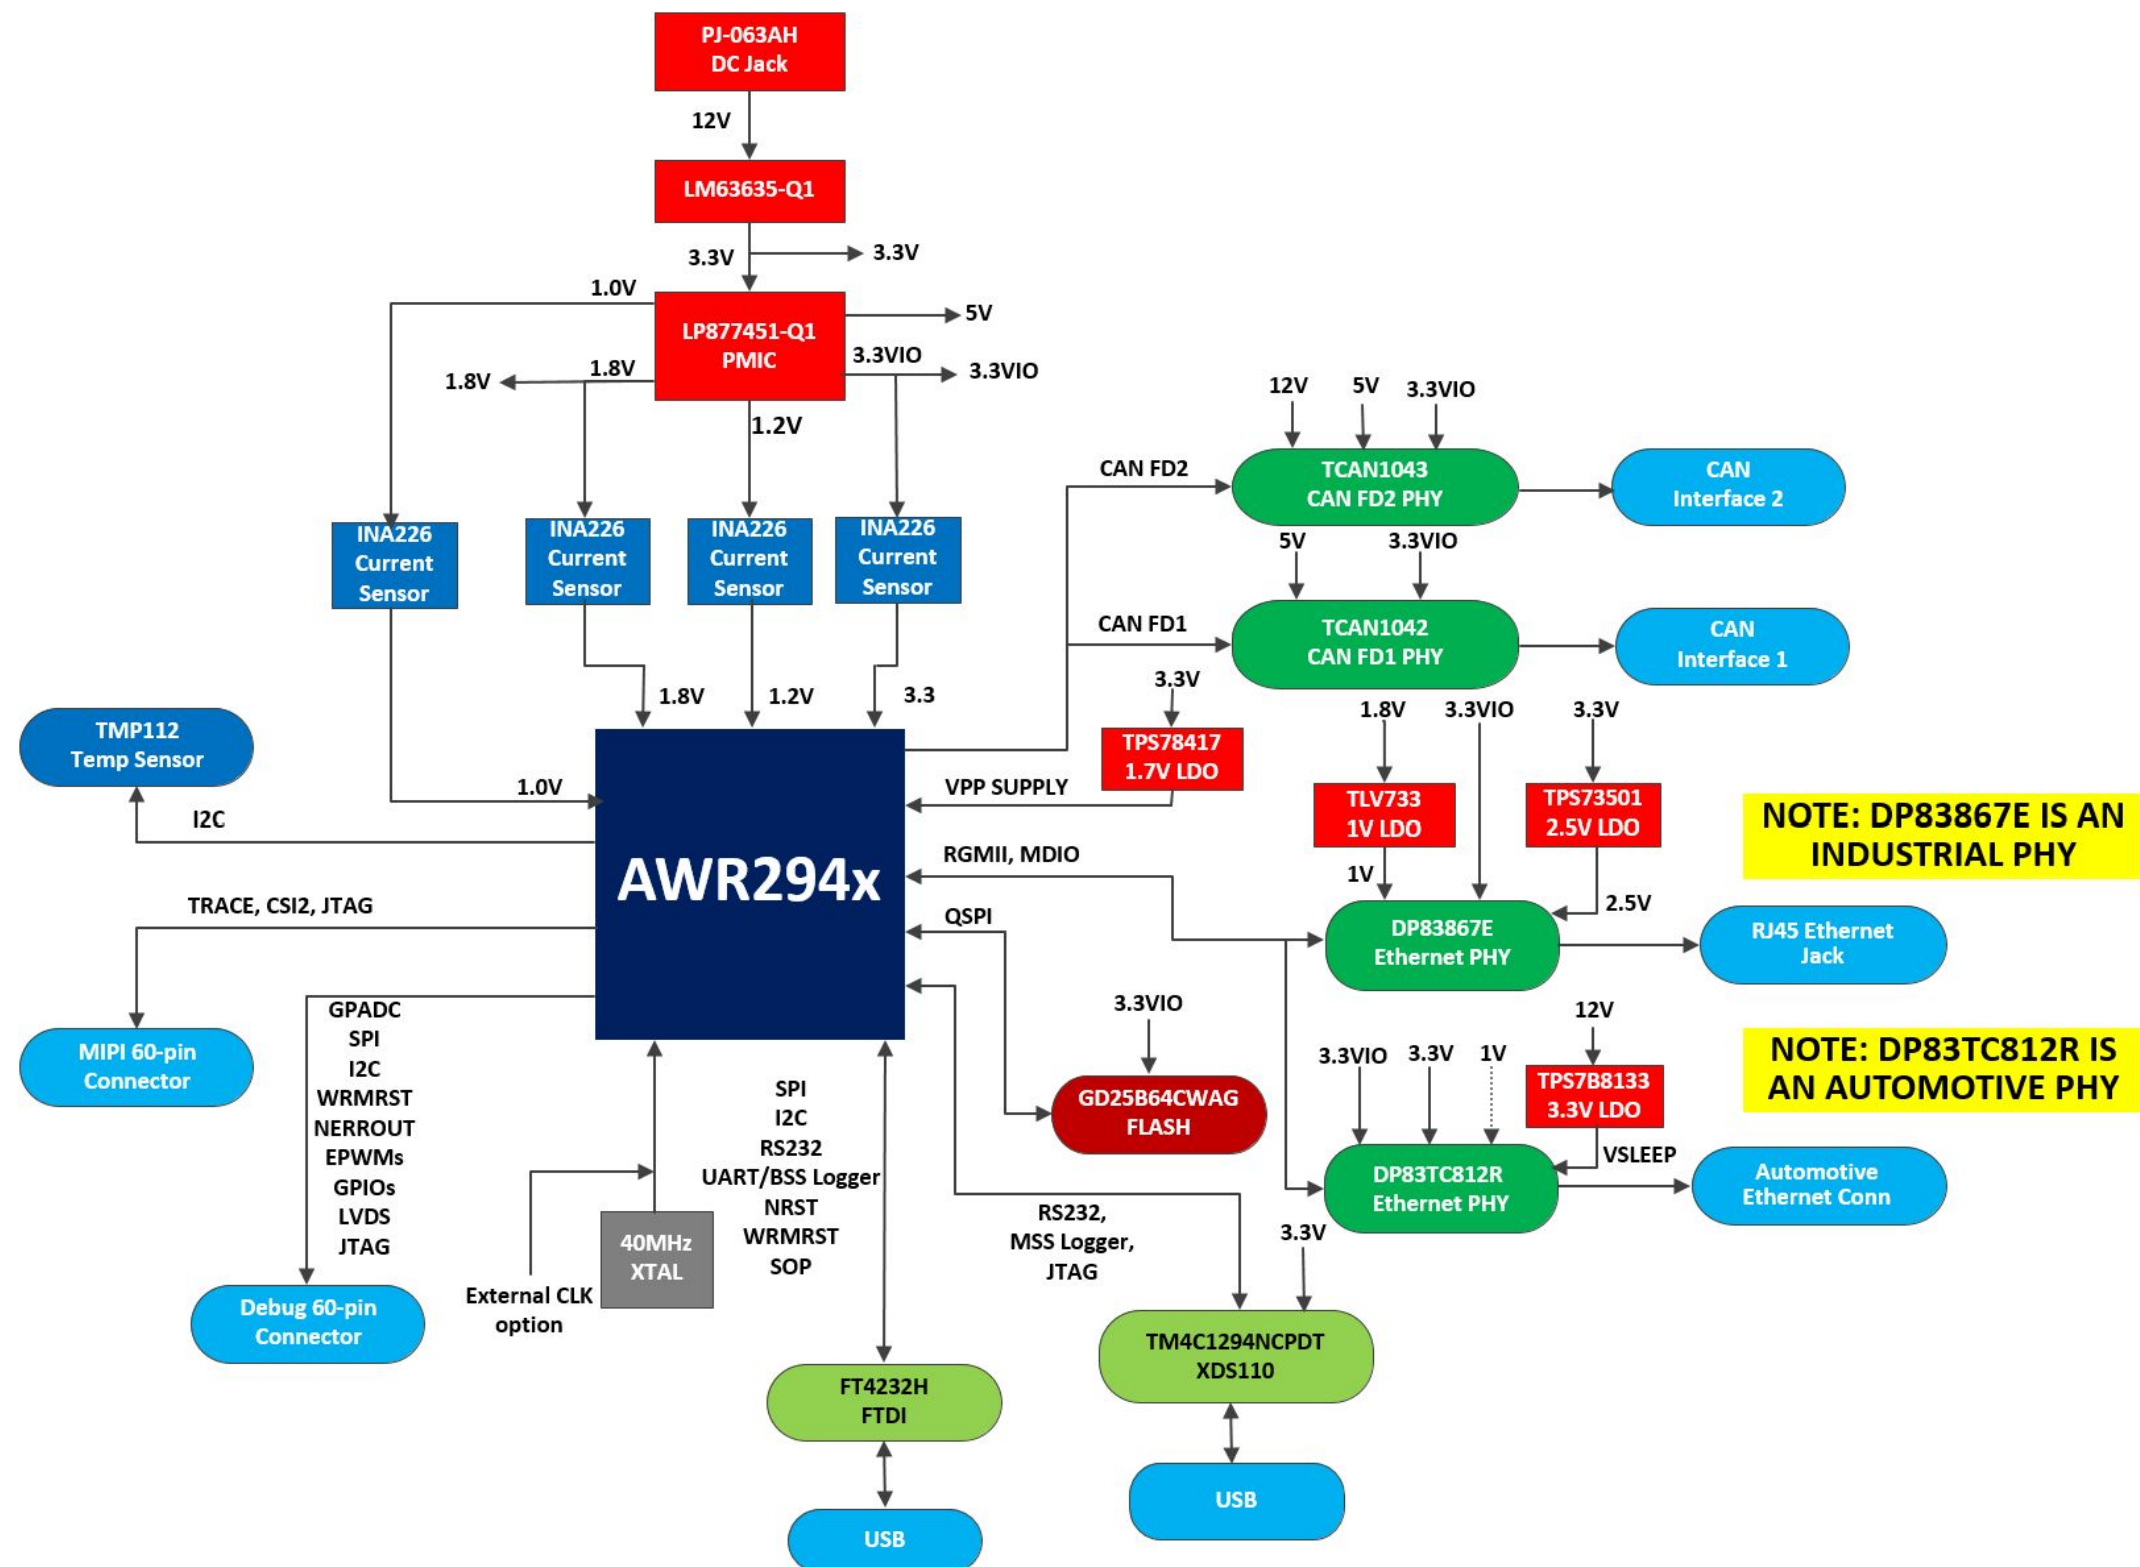 PJ-063AH
DC Jack
12V
LM63635-Q1
3.3V
3.3V
1.0V
LP877451-Q1
PMIC
5V
3.3VIO
3.3VIO
1.8V
1.8V
1.2V
INA226
Current
Sensor
INA226
Current
Sensor
INA226
Current
Sensor
INA226
Current
Sensor
1.8V
1.2V
3.3
1.0V
12V
5V
3.3VIO
CAN FD2
TCAN1043
CAN FD2 PHY
CAN
Interface 2
5V
3.3VIO
CAN FD1
TCAN1042
CAN FD1 PHY
CAN
Interface 1
TMP112
Temp Sensor
I2C
AWR294x
3.3V
TPS78417
1.7V LDO
VPP SUPPLY
1.8V
3.3VIO
3.3V
TLV733
1V LDO
TPS73501
2.5V LDO
1V
2.5V
NOTE: DP83867E IS AN
INDUSTRIAL PHY
RGMII, MDIO
DP83867E
Ethernet PHY
RJ45 Ethernet
Jack
TRACE, CSI2, JTAG
MIPI 60-pin
Connector
QSPI
3.3VIO
GD25B64CWAG
FLASH
12V
3.3VIO
3.3V
1V
TPS7B8133
3.3V LDO
VSLEEP
NOTE: DP83TC812R IS
AN AUTOMOTIVE PHY
DP83TC812R
Ethernet PHY
Automotive
Ethernet Conn
GPADC
SPI
I2C
WRMRST
NERROUT
EPWMs
GPIOs
LVDS
JTAG
Debug 60-pin
Connector
External CLK
option
40MHz
XTAL
SPI
I2C
RS232
UART/BSS Logger
NRST
WRMRST
SOP
RS232,
MSS Logger,
JTAG
3.3V
FT4232H
FTDI
TM4C1294NCPDT
XDS110
USB
USB